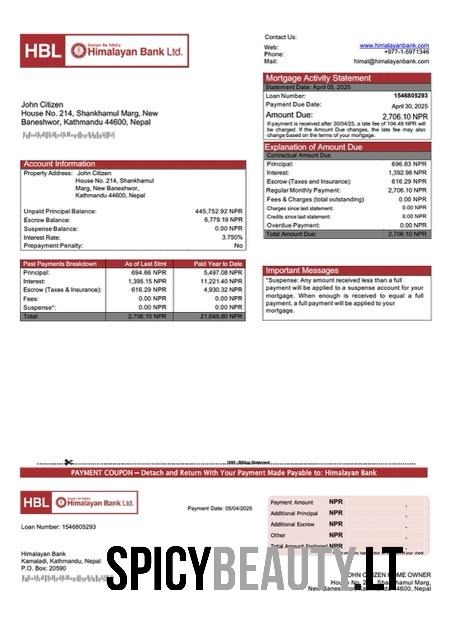 HBL Himalayan Bank Ltd.
Contact Us:
Web: www.himalayanbank.com
Phone: +977-1-5971346
Mail: himal@himalayanbank.com
John Citizen
House No. 214, Shankhamul Marg, New
Baneshwor, Kathmandu 44600, Nepal
Mortgage Activity Statement
Statement Date: April 05, 2025
Loan Number: 1546805293
Payment Due Date: April 30, 2025
Amount Due: 2,706.10 NPR
If payment is received after 30/04/25, a late fee of 104.49 NPR will
be charged. If the Amount Due changes, the late fee may also
change based on the terms of your mortgage.
Explanation of Amount Due
Contractual Amount Due
Principal: 696.83 NPR
Interest: 1,392.98 NPR
Escrow (Taxes and Insurance): 616.29 NPR
Regular Monthly Payment: 2,706.10 NPR
Fees & Charges (total outstanding) 0.00 NPR
Charges since last statement: 0.00 NPR
Credits since last statement: 0.00 NPR
Overdue Payment: 0.00 NPR
Total Amount Due: 2,706.10 NPR
Account Information
Property Address: John Citizen
House No. 214, Shankhamul
Marg, New Baneshwor,
Kathmandu 44600, Nepal
Unpaid Principal Balance: 445,752.92 NPR
Escrow Balance: 6,779.19 NPR
Suspense Balance: 0.00 NPR
Interest Rate: 3.750%
Prepayment Penalty: No
Past Payments Breakdown As of Last Stmt Paid Year to Date
Principal: 694.66 NPR 5,497.08 NPR
Interest: 1,395.15 NPR 11,221.40 NPR
Escrow (Taxes & Insurance): 616.29 NPR 4,930.32 NPR
Fees: 0.00 NPR 0.00 NPR
Suspense*: 0.00 NPR 0.00 NPR
Total: 2,706.10 NPR 21,648.80 NPR
Important Messages
*Suspense: Any amount received less than a full
payment will be applied to a suspense account for your
mortgage. When enough is received to equal a full
payment, a full payment will be applied to your
mortgage.
PAYMENT COUPON – Detach and Return With Your Payment Made Payable to: Himalayan Bank
HBL Himalayan Bank Ltd.
Payment Date: 05/04/2025
Loan Number: 1546805293
Payment Amount NPR
Additional Principal NPR
Additional Escrow NPR
Other NPR
Total Amount Enclosed NPR
Himalayan Bank
Kamaladi, Kathmandu, Nepal
P.O. BOX: 20590
SPICYBEAUTY.LT